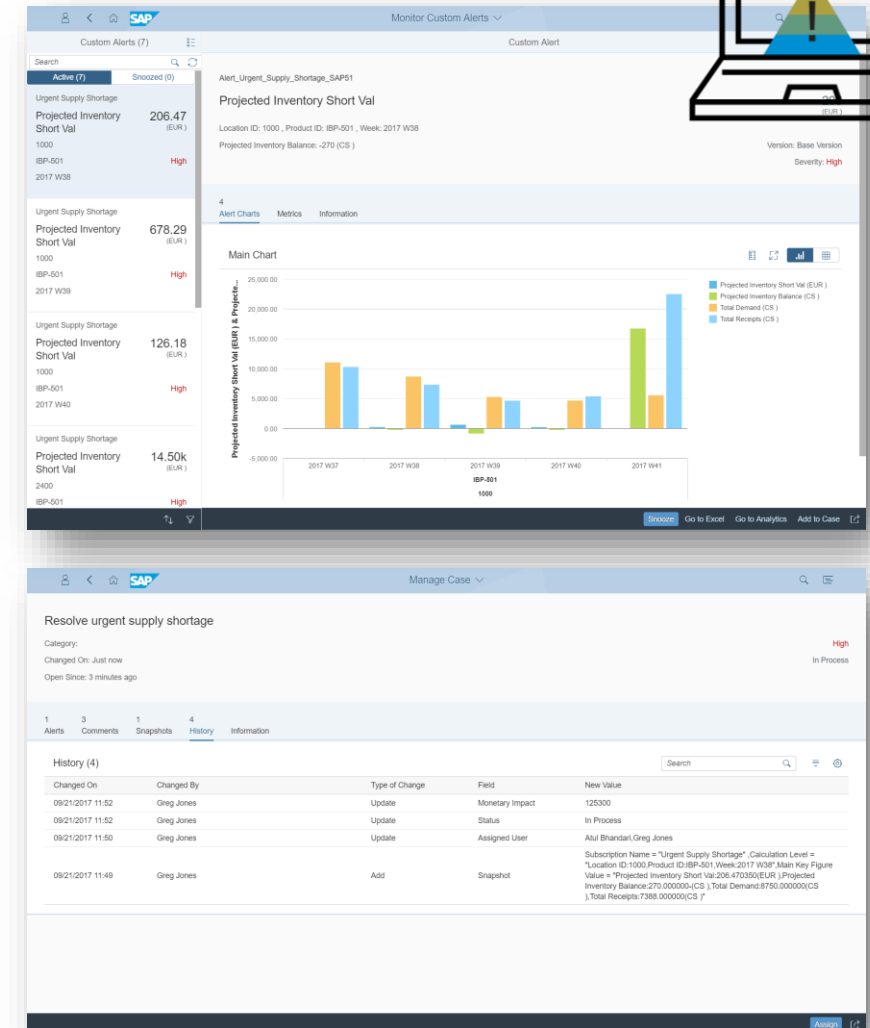 SAP
Monitor Custom Alerts
Custom Alerts (7)
Custom Alert
Search
Active (7) Snoozed (0)
Urgent Supply Shortage
Projected Inventory Short Val 206.47
(EUR )
1000
IBP-501 High
2017 W38
Urgent Supply Shortage
Projected Inventory Short Val 678.29
(EUR )
1000
IBP-501 High
2017 W39
Urgent Supply Shortage
Projected Inventory Short Val 126.18
(EUR )
1000
IBP-501 High
2017 W40
Urgent Supply Shortage
Projected Inventory Short Val 14.50k
(EUR )
2400
IBP-501 High
Alert_Urgent_Supply_Shortage_SAP51
Projected Inventory Short Val
(EUR )
Location ID: 1000 , Product ID: IBP-501 , Week: 2017 W38
Projected Inventory Balance: -270 (CS )
Version: Base Version
Severity: High
4
Alert Charts Metrics Information
Main Chart
Projected Inventory Short Val (EUR ) & Projecte...
25,000.00
20,000.00
15,000.00
10,000.00
5,000.00
0.00
-5,000.00
2017 W37 2017 W38 2017 W39 2017 W40 2017 W41
IBP-501
1000
Projected Inventory Short Val (EUR )
Projected Inventory Balance (CS )
Total Demand (CS )
Total Receipts (CS )
Snooze Go to Excel Go to Analytics Add to Case
SAP
Manage Case
Resolve urgent supply shortage
Category:
High
Changed On: Just now
In Process
Open Since: 3 minutes ago
1 3 1 4
Alerts Comments Snapshots History Information
History (4)
Search
Changed On Changed By Type of Change Field New Value
09/21/2017 11:52 Greg Jones Update Monetary Impact 125300
09/21/2017 11:52 Greg Jones Update Status In Process
09/21/2017 11:50 Greg Jones Update Assigned User Atul Bhandari,Greg Jones
09/21/2017 11:49 Greg Jones Add Snapshot
Subscription Name = "Urgent Supply Shortage" ,Calculation Level =
"Location ID:1000,Product ID:IBP-501,Week:2017 W38",Main Key Figure
Value = "Projected Inventory Short Val:206.470350(EUR ),Projected
Inventory Balance:270.000000-(CS ),Total Demand:8750.000000(CS
),Total Receipts:7388.000000(CS )"
Assign